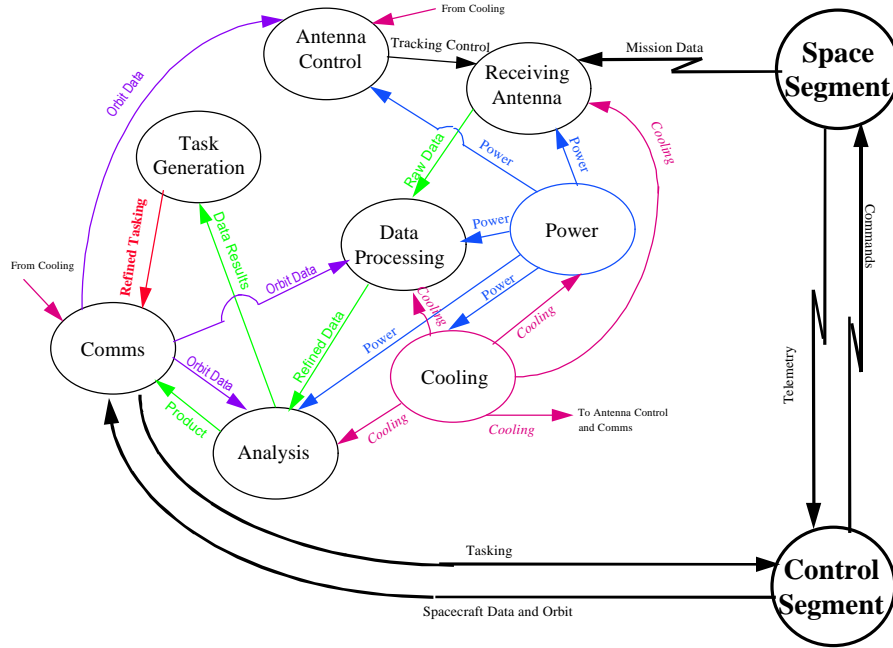 From Cooling
Antenna
Control
Tracking Control
Receiving
Antenna
Mission Data
Space
Segment
Orbit Data
Task
Generation
Raw Data
Power
Power
Cooling
Commands
Refined Tasking
Data Results
Data
Processing
Power
Power
From Cooling
Orbit Data
Cooling
Power
Cooling
Comms
Orbit Data
Refined Data
Power
Cooling
Telemetry
Product
Analysis
Cooling
Cooling
To Antenna Control
and Comms
Tasking
Control
Segment
Spacecraft Data and Orbit